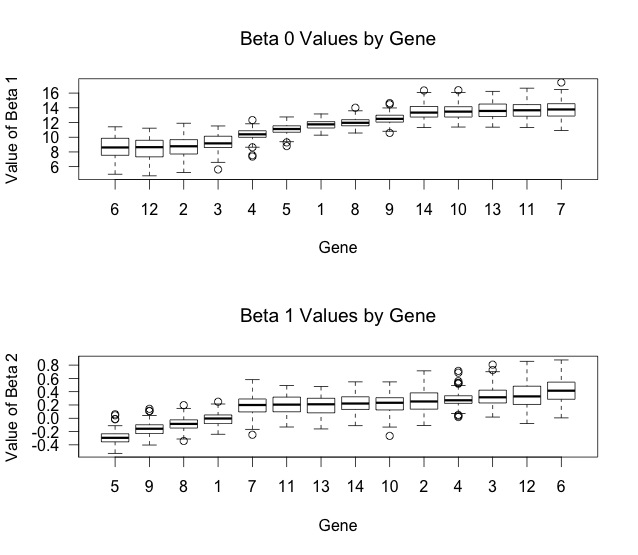 Beta 0 Values by Gene
Value of Beta 1
16
14
12
10
8
6
6 12 2 3 4 5 1 8 9 14 10 13 11 7
Gene
Beta 1 Values by Gene
Value of Beta 2
0.8
0.6
0.4
0.2
0.0
-0.2
-0.4
5 9 8 1 7 11 13 14 10 2 4 3 12 6
Gene